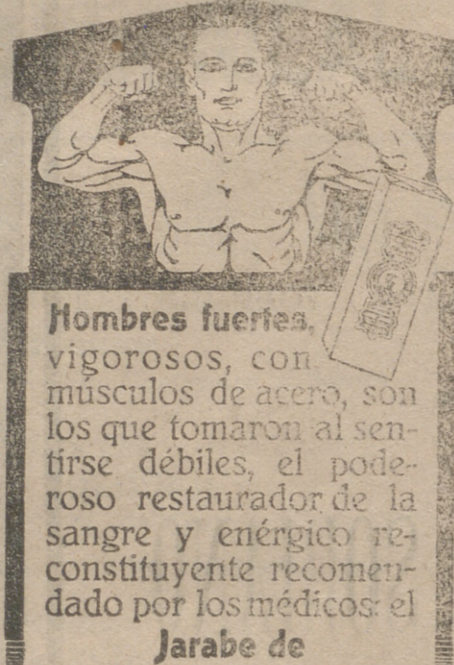 Hombres fuertes,
vigorosos, con
músculos de acero, son
los que tomaron al sen-
tirse débiles, el pode-
roso restaurador de la
sangre y enérgico re-
constituyente recomen-
dado por los médicos: el
Jarabe de